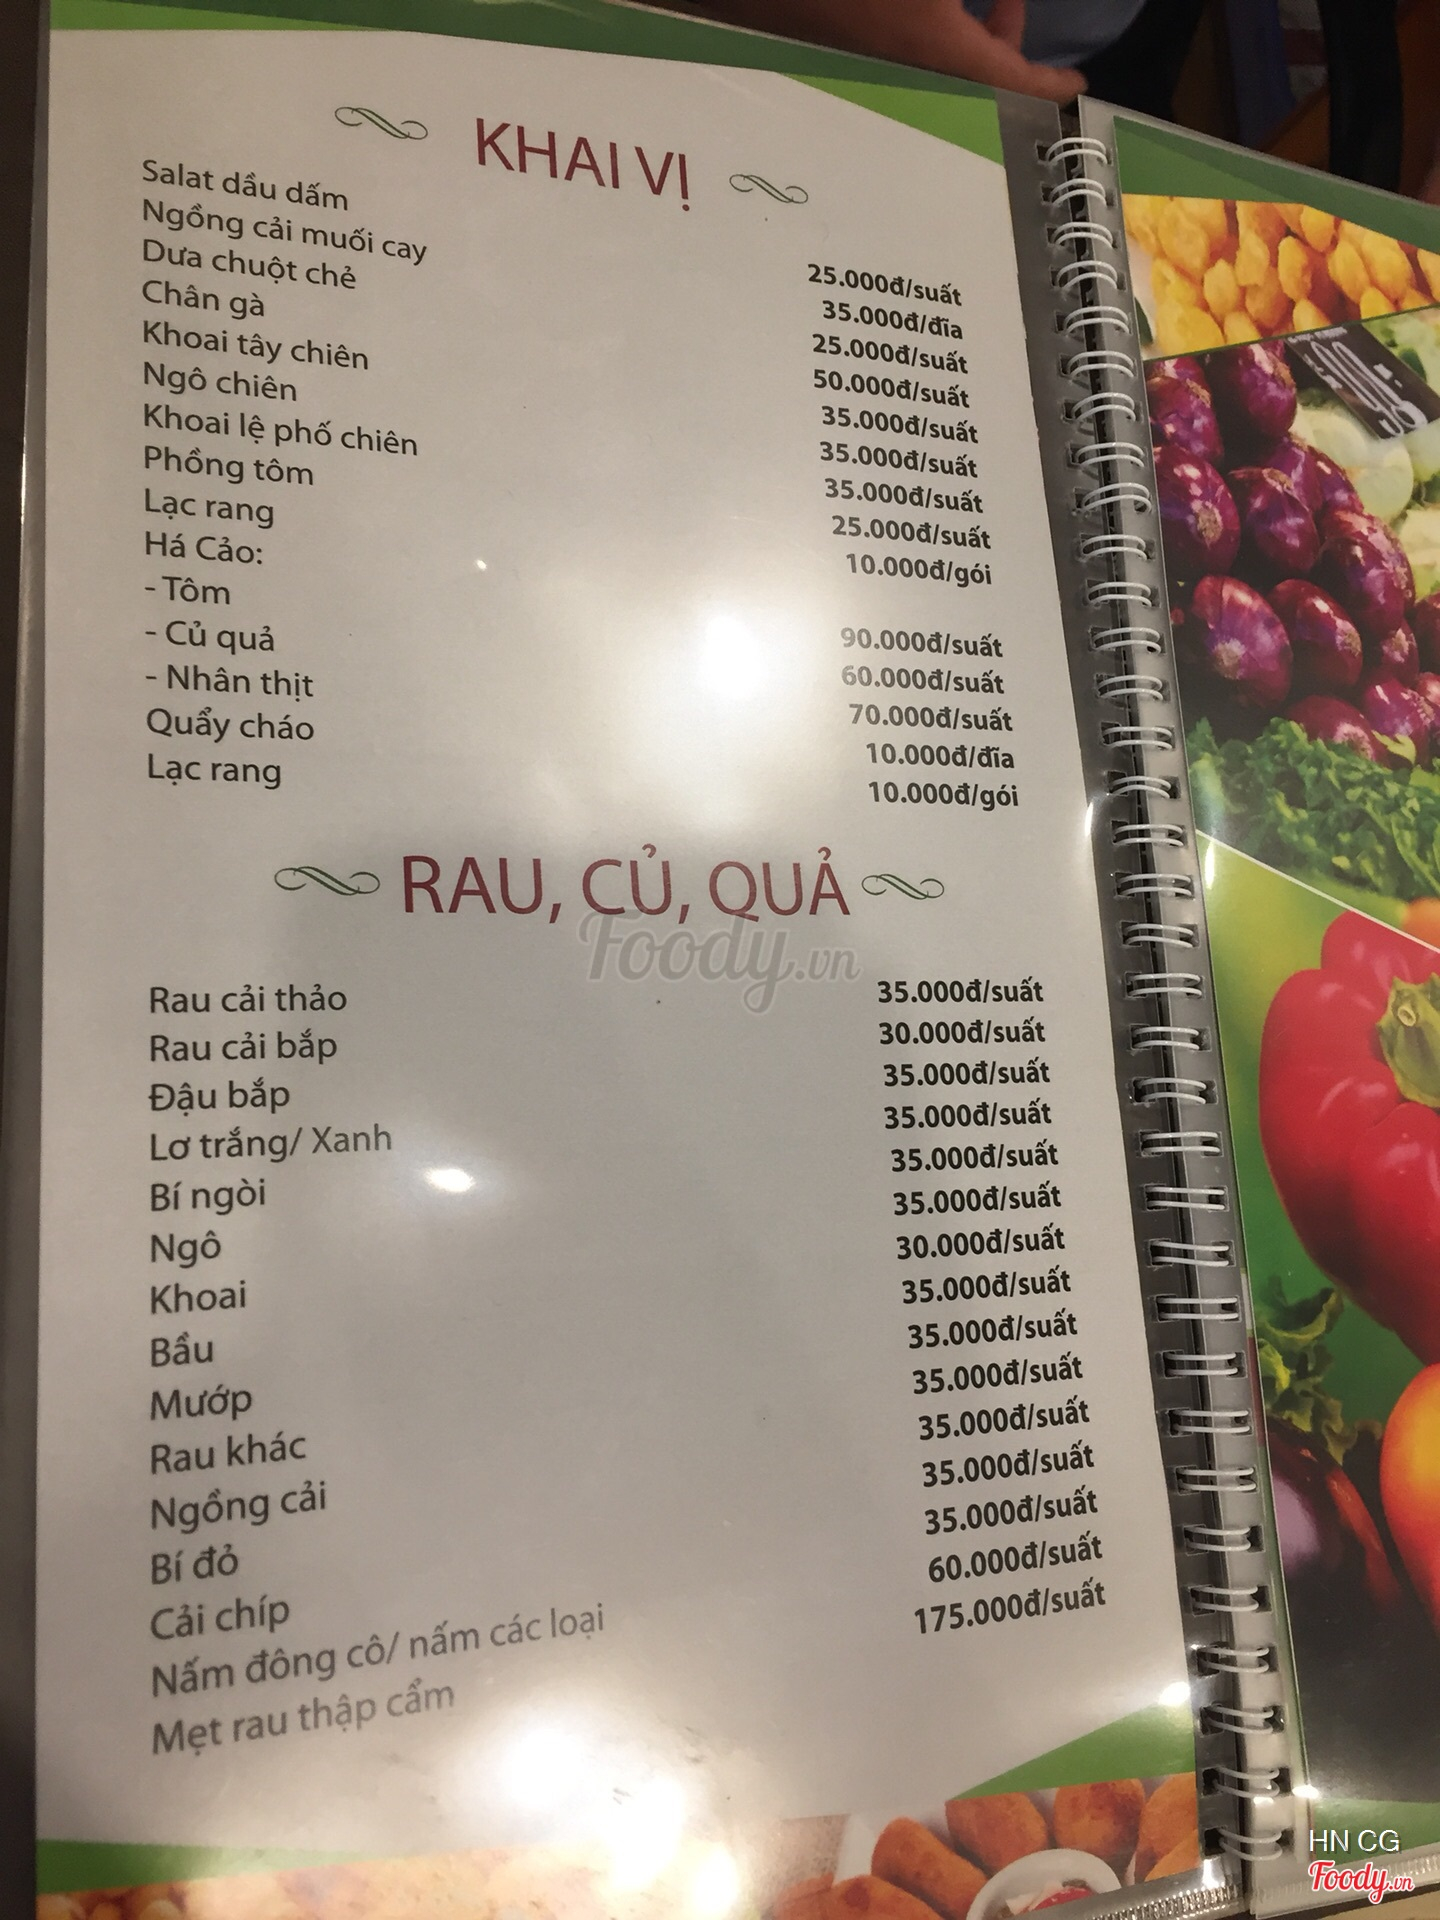 KHAI VỊ
Salat dầu dấm 25.000đ/suất
Ngồng cải muối cay 35.000đ/đĩa
Dưa chuột chẻ 25.000đ/suất
Chân gà 50.000đ/suất
Khoai tây chiên 35.000đ/suất
Ngô chiên 35.000đ/suất
Khoai lệ phố chiên 35.000đ/suất
Phồng tôm 25.000đ/suất
Lạc rang 10.000đ/gói
Há Cảo:
- Tôm 90.000đ/suất
- Củ quả 60.000đ/suất
- Nhân thịt 70.000đ/suất
Quẩy cháo 10.000đ/đĩa
Lạc rang 10.000đ/gói
RAU, CỦ, QUẢ
Foody.vn
Rau cải thảo 35.000đ/suất
Rau cải bắp 30.000đ/suất
Đậu bắp 35.000đ/suất
Lơ trắng/ Xanh 35.000đ/suất
Bí ngòi 35.000đ/suất
Ngô 35.000đ/suất
Khoai 30.000đ/suất
Bầu 35.000đ/suất
Mướp 35.000đ/suất
Rau khác 35.000đ/suất
Ngồng cải 35.000đ/suất
Bí đỏ 35.000đ/suất
Cải chíp 35.000đ/suất
Nấm đông cô/ nấm các loại 60.000đ/suất
Mẹt rau thập cẩm 175.000đ/suất
HN CG
Foody.vn